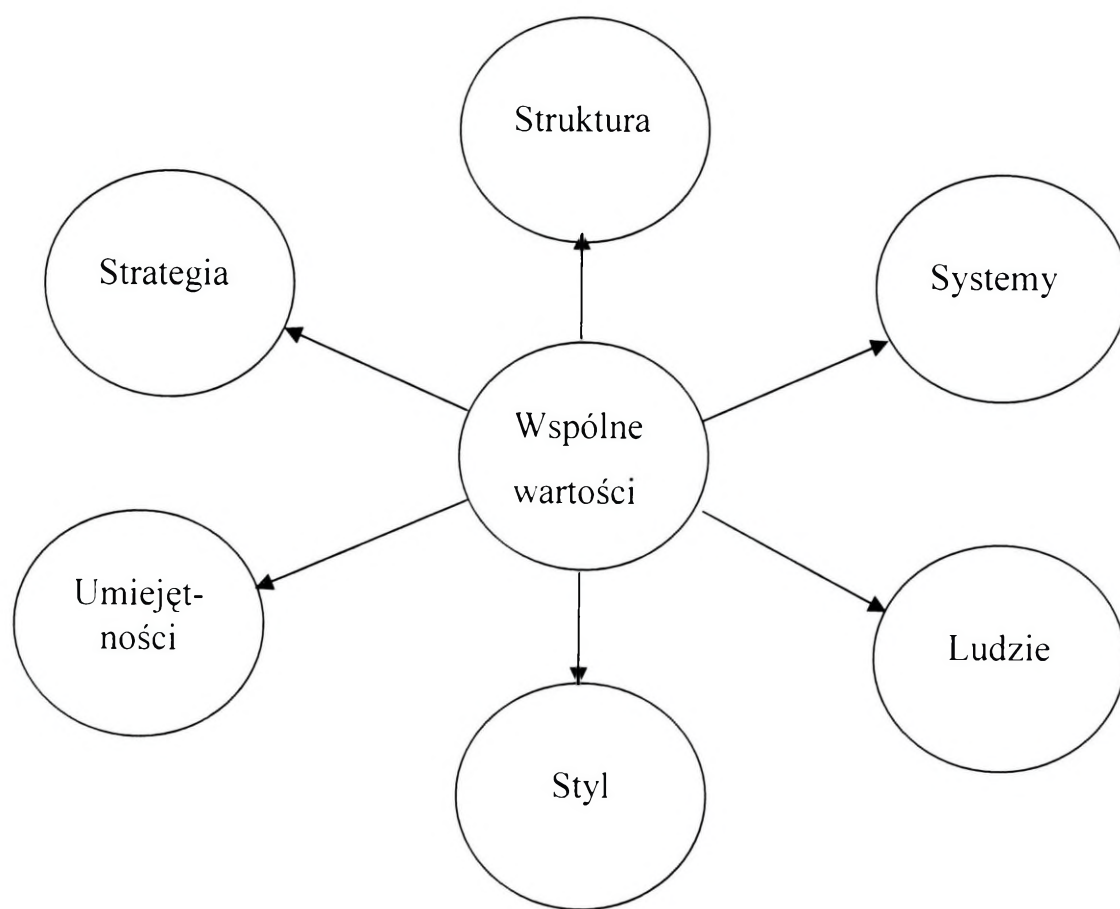 Struktura
Strategia
Systemy
Wspólne
wartości
Umiejęt-
ności
Ludzie
Styl